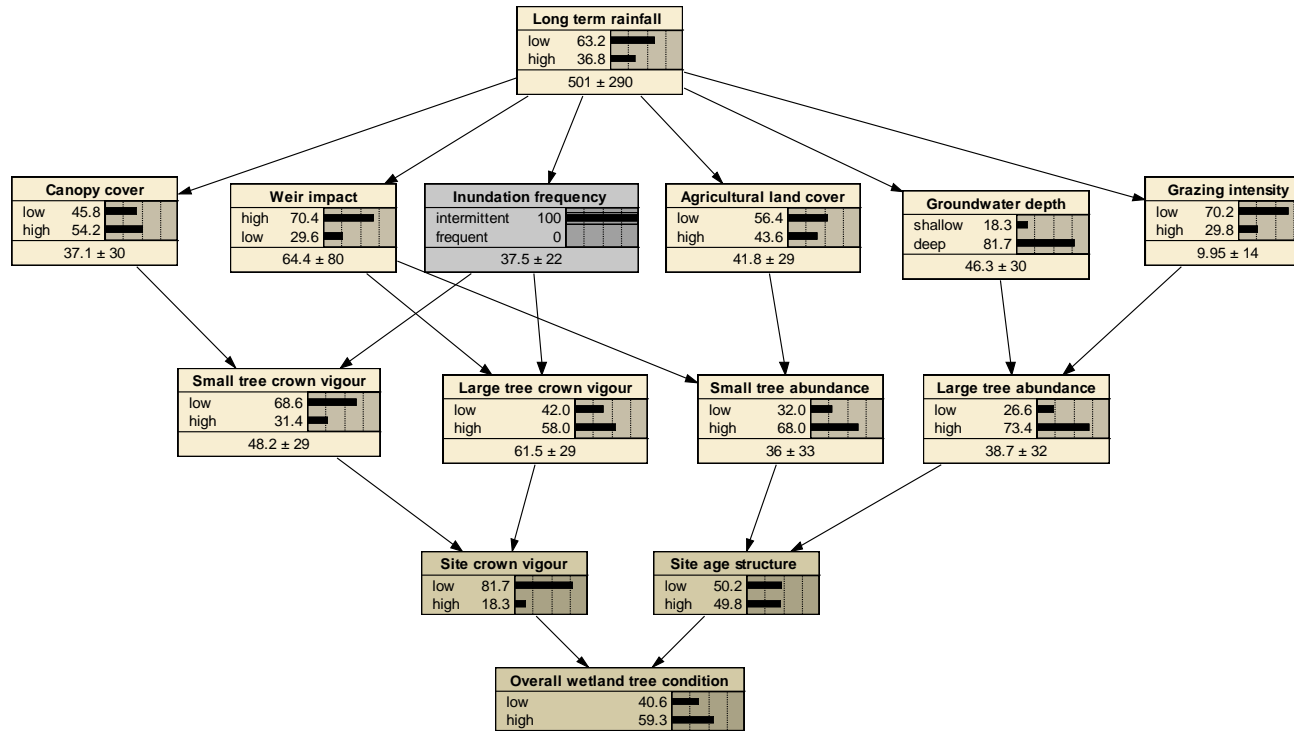 Long term rainfall
low 63.2
high 36.8
501 ± 290
Canopy cover
low 45.8
high 54.2
37.1 ± 30
Weir impact
high 70.4
low 29.6
64.4 ± 80
Inundation frequency
intermittent 100
frequent 0
37.5 ± 22
Agricultural land cover
low 56.4
high 43.6
41.8 ± 29
Groundwater depth
shallow 18.3
deep 81.7
46.3 ± 30
Grazing intensity
low 70.2
high 29.8
9.95 ± 14
Small tree crown vigour
low 68.6
high 31.4
48.2 ± 29
Large tree crown vigour
low 42.0
high 58.0
61.5 ± 29
Small tree abundance
low 32.0
high 68.0
36 ± 33
Large tree abundance
low 26.6
high 73.4
38.7 ± 32
Site crown vigour
low 81.7
high 18.3
Site age structure
low 50.2
high 49.8
Overall wetland tree condition
low 40.6
high 59.3